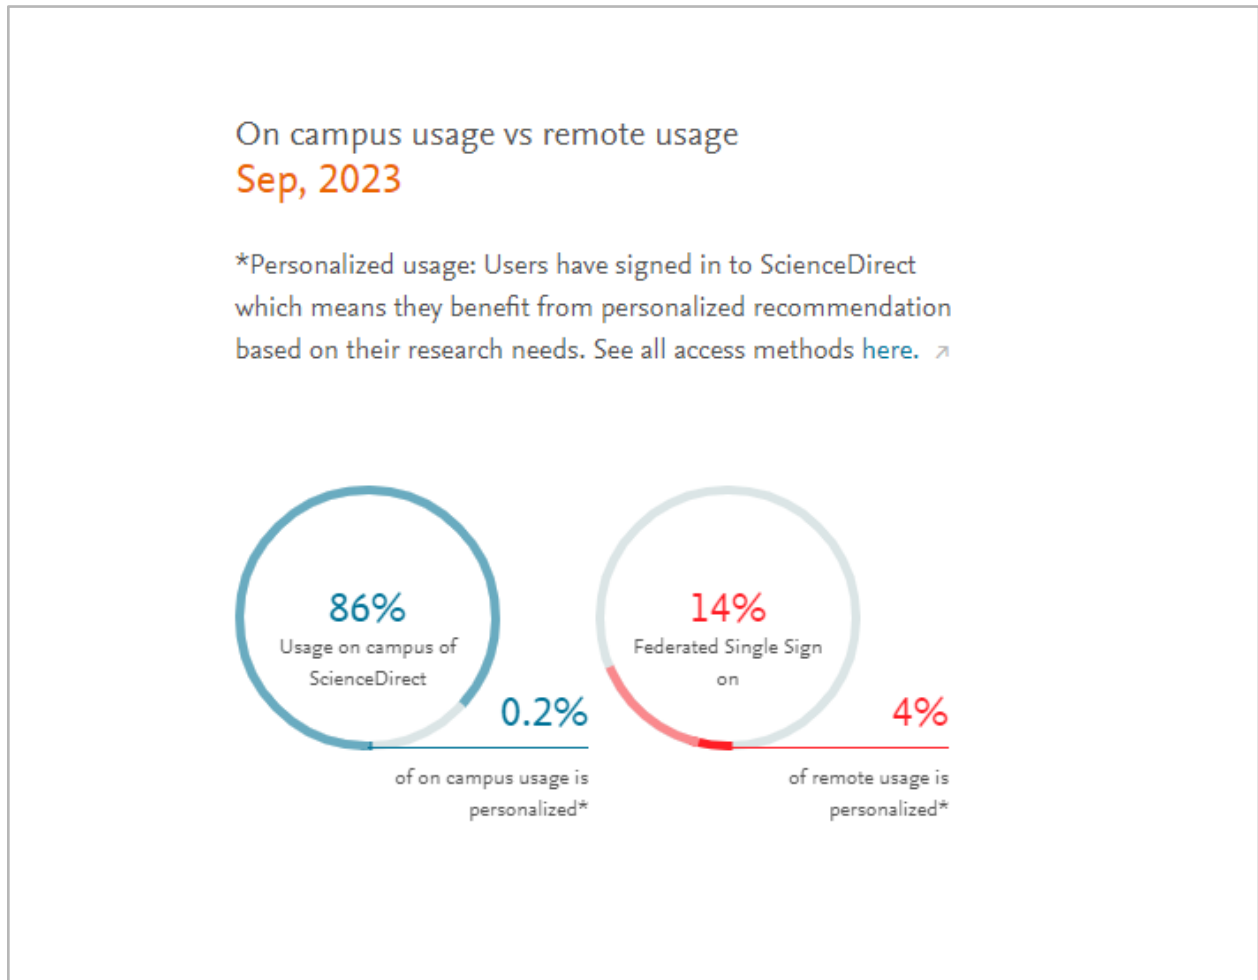 On campus usage vs remote usage
Sep, 2023
*Personalized usage: Users have signed in to ScienceDirect
which means they benefit from personalized recommendation
based on their research needs. See all access methods here. ↗
86%
Usage on campus of
ScienceDirect
0.2%
of on campus usage is
personalized*
14%
Federated Single Sign
on
4%
of remote usage is
personalized*